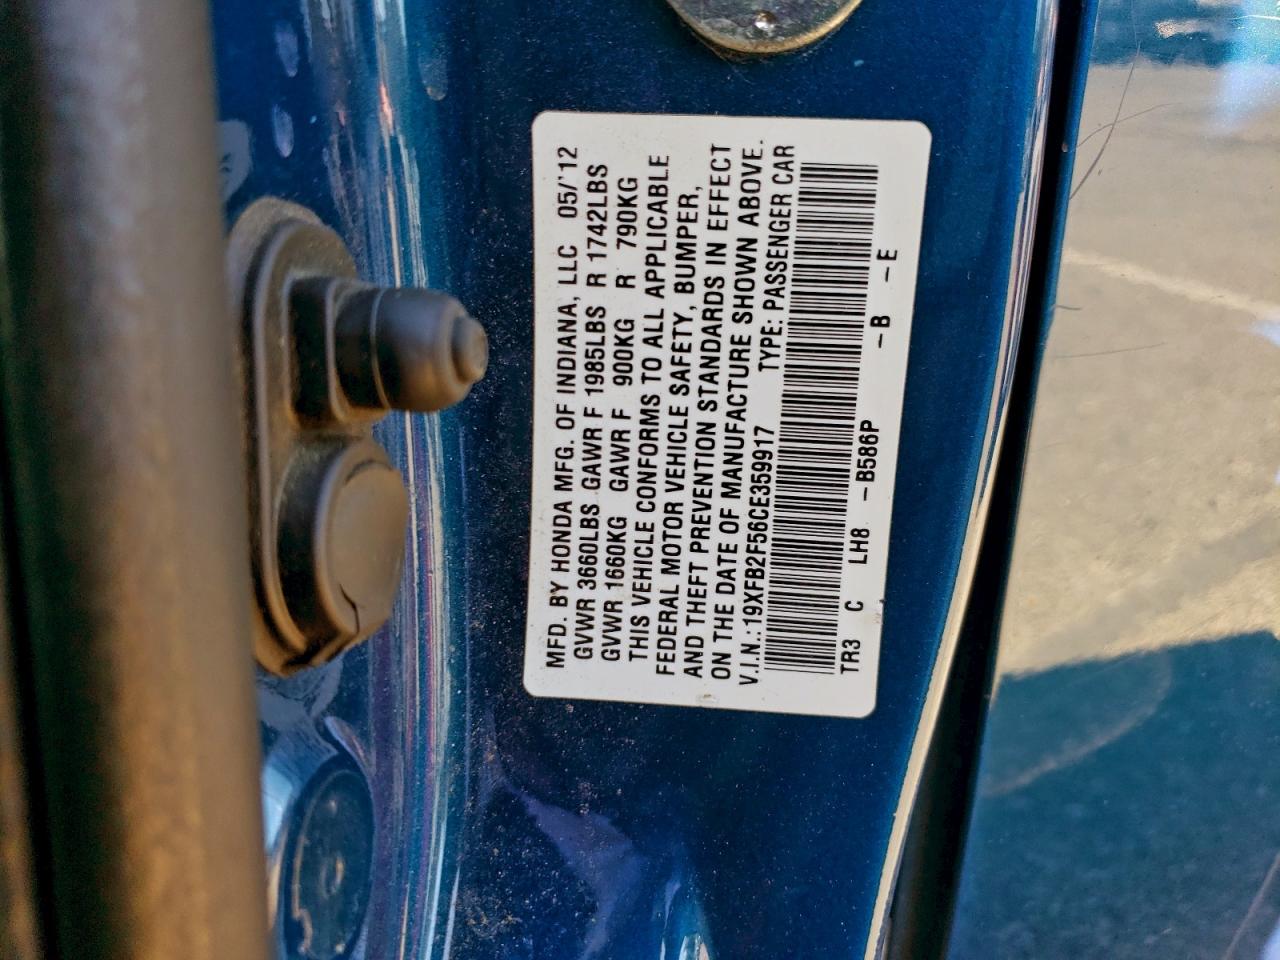 MFD. BY HONDA MFG. OF INDIANA, LLC 05/'12
GVWR 3660LBS GAWR F 1985LBS R 1742LBS
GVWR 1660KG GAWR F 900KG R 790KG
THIS VEHICLE CONFORMS TO ALL APPLICABLE
FEDERAL MOTOR VEHICLE SAFETY, BUMPER,
AND THEFT PREVENTION STANDARDS IN EFFECT
ON THE DATE OF MANUFACTURE SHOWN ABOVE.
V.I.N.:19XFB2F56CE359917 TYPE: PASSENGER CAR
TR3 C LH8 -B586P -B -E